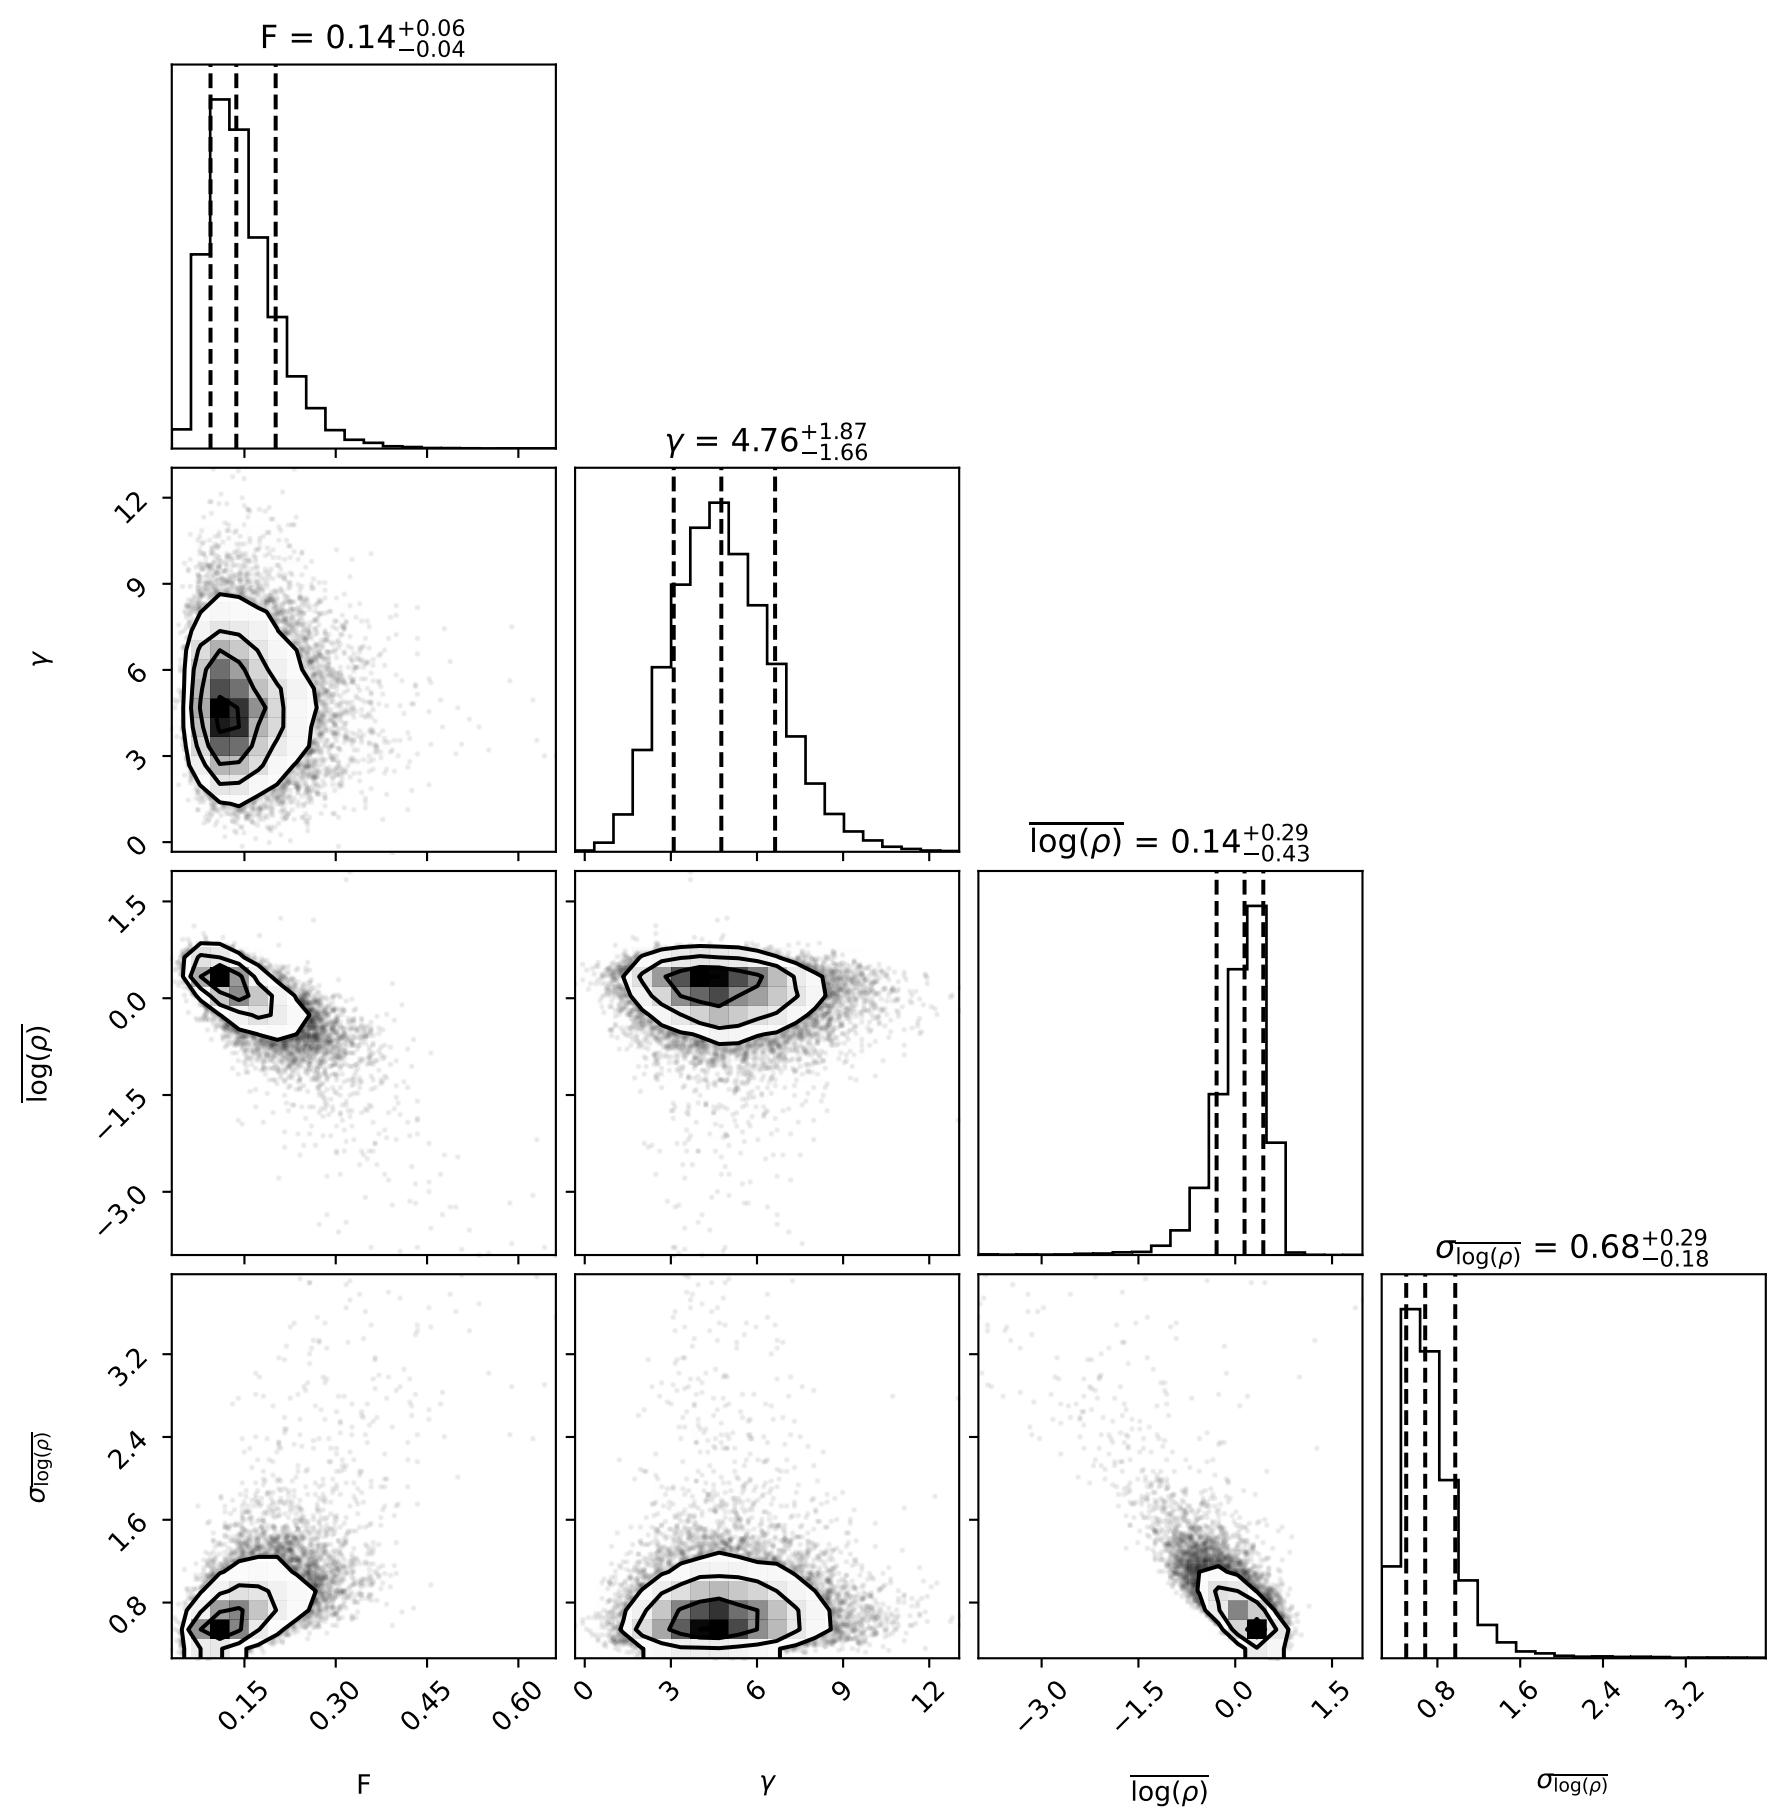 F = 0.14^{+0.06}_{−0.04}
γ = 4.76^{+1.87}_{−1.66}
12
9
6
3
0
γ
\overline{log(ρ)} = 0.14^{+0.29}_{−0.43}
1.5
0.0
−1.5
−3.0
\overline{log(ρ)}
σ_{\overline{log(ρ)}} = 0.68^{+0.29}_{−0.18}
3.2
2.4
1.6
0.8
σ_{\overline{log(ρ)}}
0.15 0.30 0.45 0.60 0 3 6 9 12 −3.0 −1.5 0.0 1.5 0.8 1.6 2.4 3.2
F γ \overline{log(ρ)} σ_{\overline{log(ρ)}}